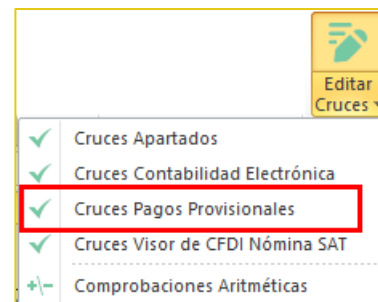 Editar
Cruces
Cruces Apartados
Cruces Contabilidad Electrónica
Cruces Pagos Provisionales
Cruces Visor de CFDI Nómina SAT
Comprobaciones Aritméticas